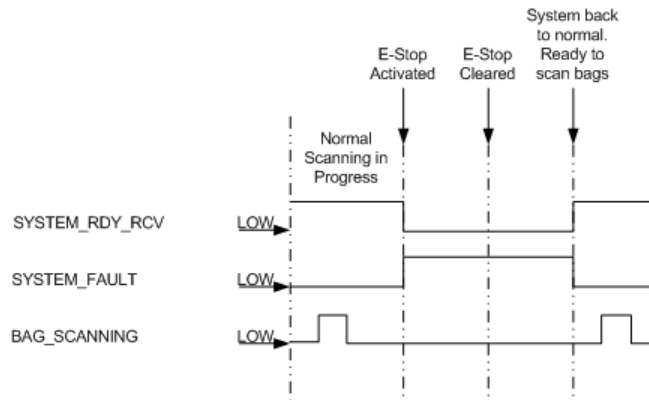 System back
to normal.
Ready to
scan bags
E-Stop
Activated
E-Stop
Cleared
Normal
Scanning in
Progress
SYSTEM_RDY_RCV
LOW
SYSTEM_FAULT
LOW
BAG_SCANNING
LOW